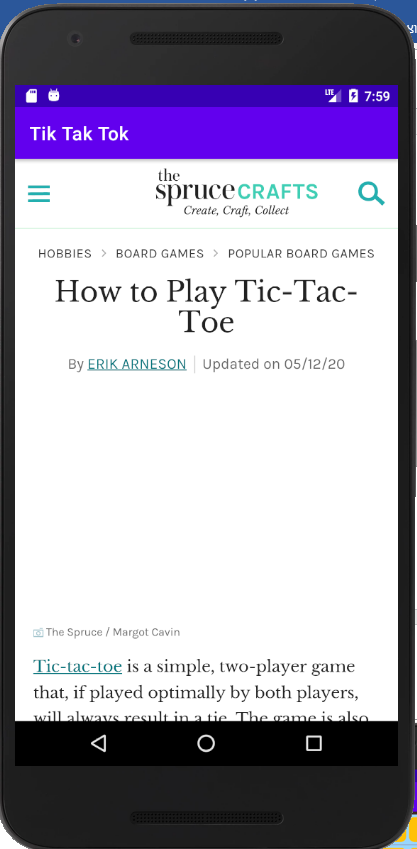 LTE 7:59
Tik Tak Tok
the
spruce CRAFTS
Create, Craft, Collect
HOBBIES > BOARD GAMES > POPULAR BOARD GAMES
How to Play Tic-Tac-
Toe
By ERIK ARNESON | Updated on 05/12/20
The Spruce / Margot Cavin
Tic-tac-toe is a simple, two-player game
that, if played optimally by both players,
will always result in a tie. The game is also